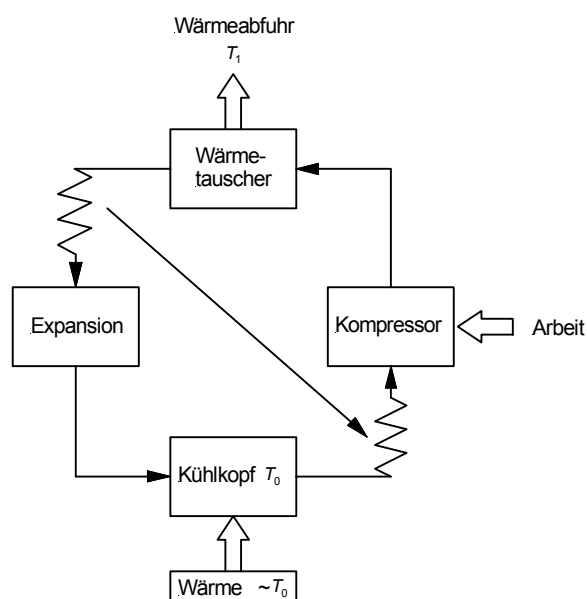 Wärmeabfuhr
T₁
Wärme-
tauscher
Expansion
Kompressor
Arbeit
Kühlkopf T₀
Wärme ~T₀